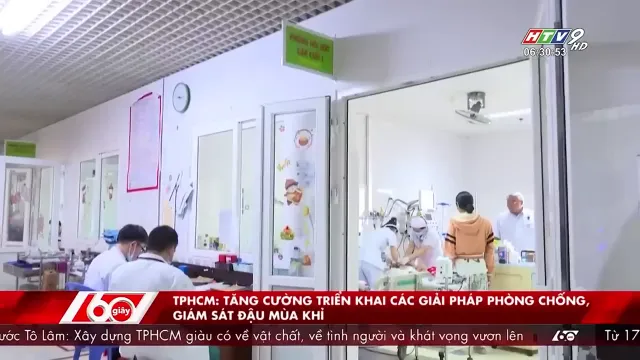 HTV9 HD
06:30:53
60 giây
TPHCM: TĂNG CƯỜNG TRIỂN KHAI CÁC GIẢI PHÁP PHÒNG CHỐNG,
GIÁM SÁT ĐẬU MÙA KHỈ
ước Tô Lâm: Xây dựng TPHCM giàu có về vật chất, về tinh người và khát vọng vươn lên
60
Từ 17